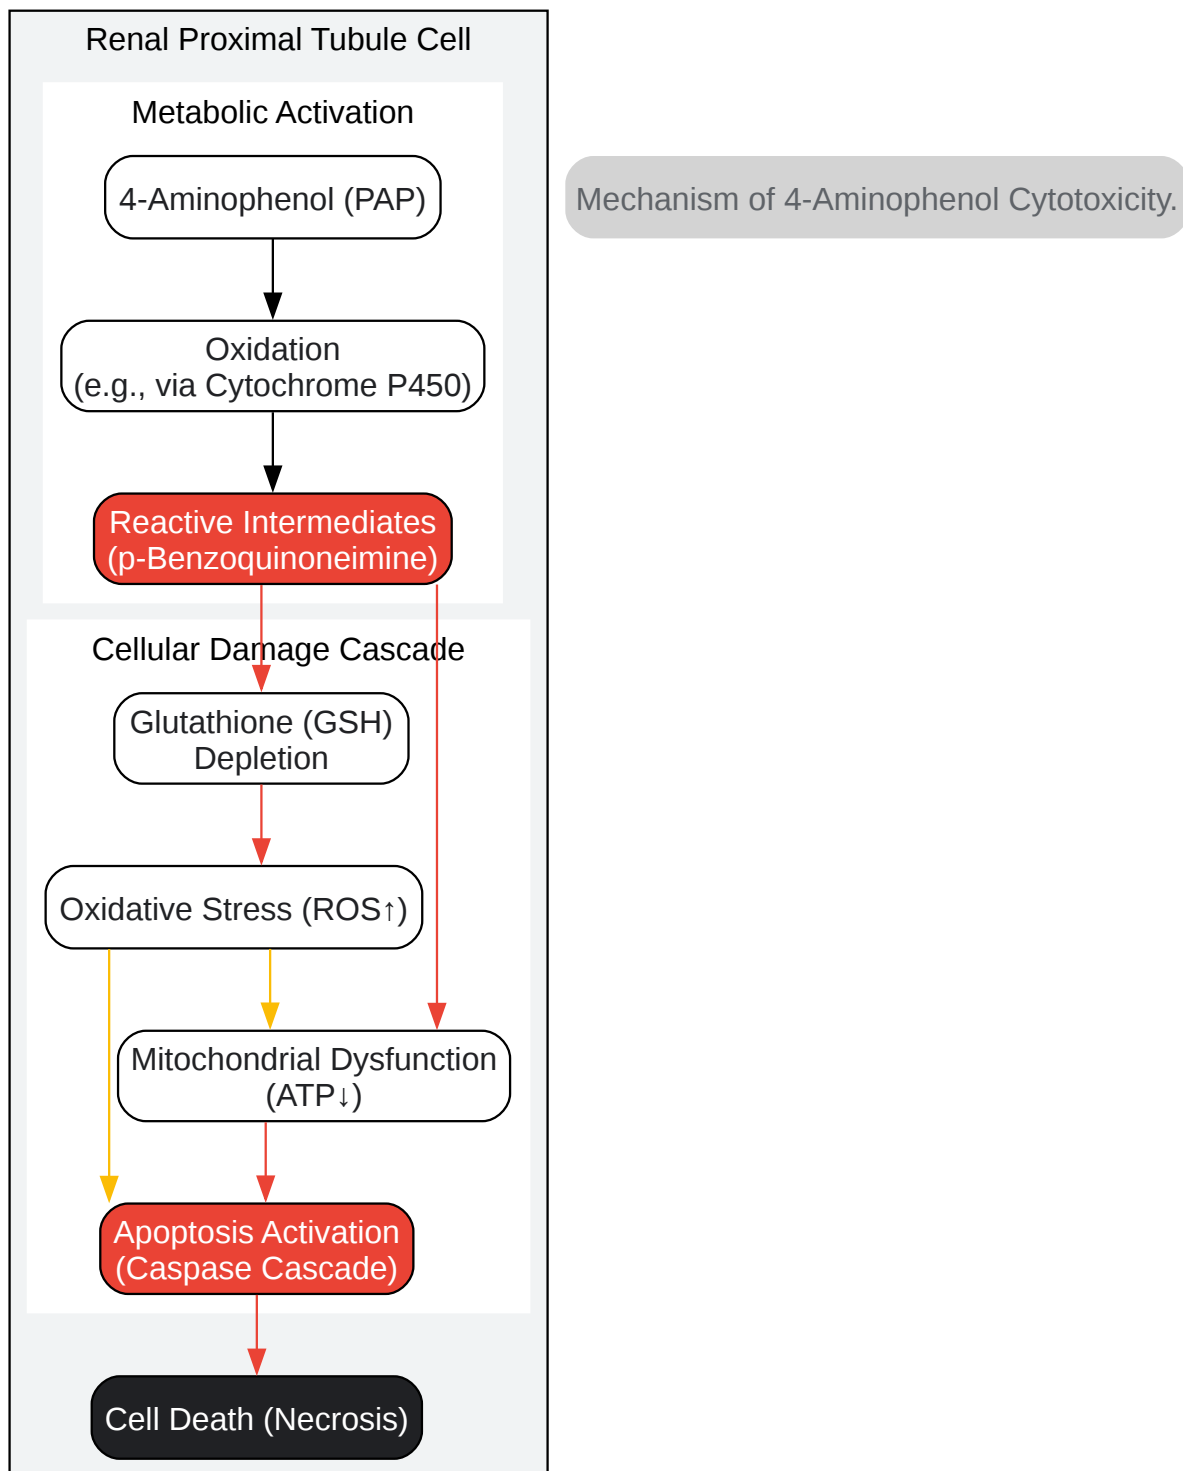 Renal Proximal Tubule Cell
Metabolic Activation
4-Aminophenol (PAP)
Mechanism of 4-Aminophenol Cytotoxicity.
Oxidation
(e.g., via Cytochrome P450)
Reactive Intermediates
(p-Benzoquinoneimine)
Cellular Damage Cascade
Glutathione (GSH)
Depletion
Oxidative Stress (ROS↑)
Mitochondrial Dysfunction
(ATP↓)
Apoptosis Activation
(Caspase Cascade)
Cell Death (Necrosis)